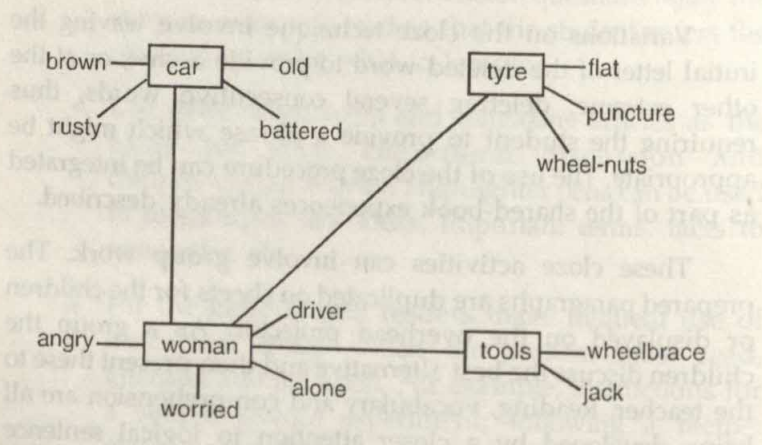 brown car old
rusty battered
tyre flat
puncture
wheel-nuts
angry woman driver
worried alone
tools wheelbrace
jack